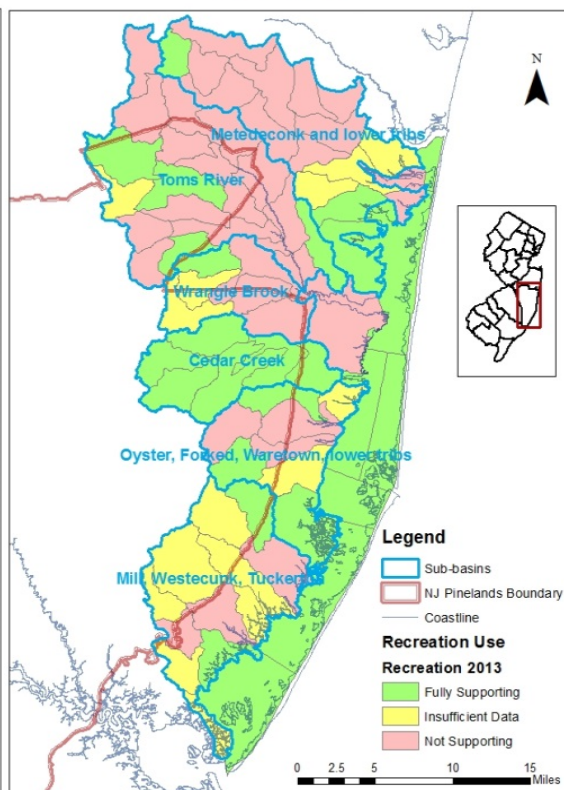 N
Metedeconk and lower tribs
Toms River
Wrangle Brook
Cedar Creek
Oyster, Forked, Waretown, lower tribs
Mill, Westecunk, Tuckerton
Legend
Sub-basins
NJ Pinelands Boundary
Coastline
Recreation Use
Recreation 2013
Fully Supporting
Insufficient Data
Not Supporting
0 2.5 5 10 15
Miles